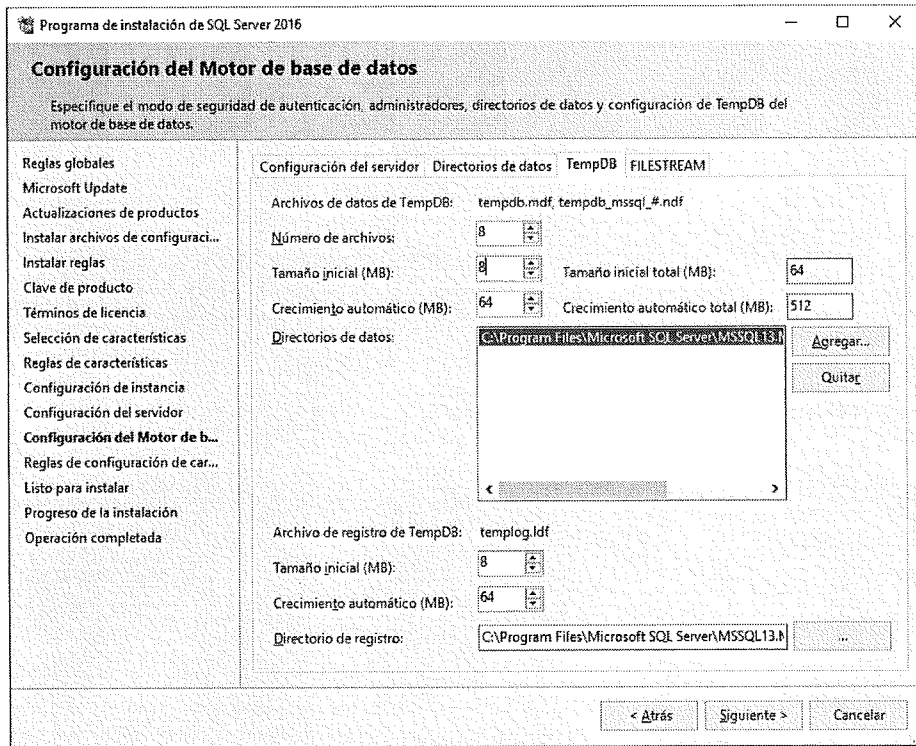 Programa de instalación de SQL Server 2016
Configuración del Motor de base de datos
Especifique el modo de seguridad de autenticación, administradores, directorios de datos y configuración de TempDB del
motor de base de datos.
Reglas globales
Microsoft Update
Actualizaciones de productos
Instalar archivos de configuraci...
Instalar reglas
Clave de producto
Términos de licencia
Selección de características
Reglas de características
Configuración de instancia
Configuración del servidor
Configuración del Motor de b...
Reglas de configuración de car...
Listo para instalar
Progreso de la instalación
Operación completada
Configuración del servidor Directorios de datos TempDB FILESTREAM
Archivos de datos de TempDB: tempdb.mdf, tempdb_mssql_#.ndf
Número de archivos: 8
Tamaño inicial (MB): 8 Tamaño inicial total (MB): 64
Crecimiento automático (MB): 64 Crecimiento automático total (MB): 512
Directorios de datos: C:\Program Files\Microsoft SQL Server\MSSQL13.N Agregar...
Quitar
Archivo de registro de TempDB: templog.ldf
Tamaño inicial (MB): 8
Crecimiento automático (MB): 64
Directorio de registro: C:\Program Files\Microsoft SQL Server\MSSQL13.N ...
< Atrás Siguiente > Cancelar